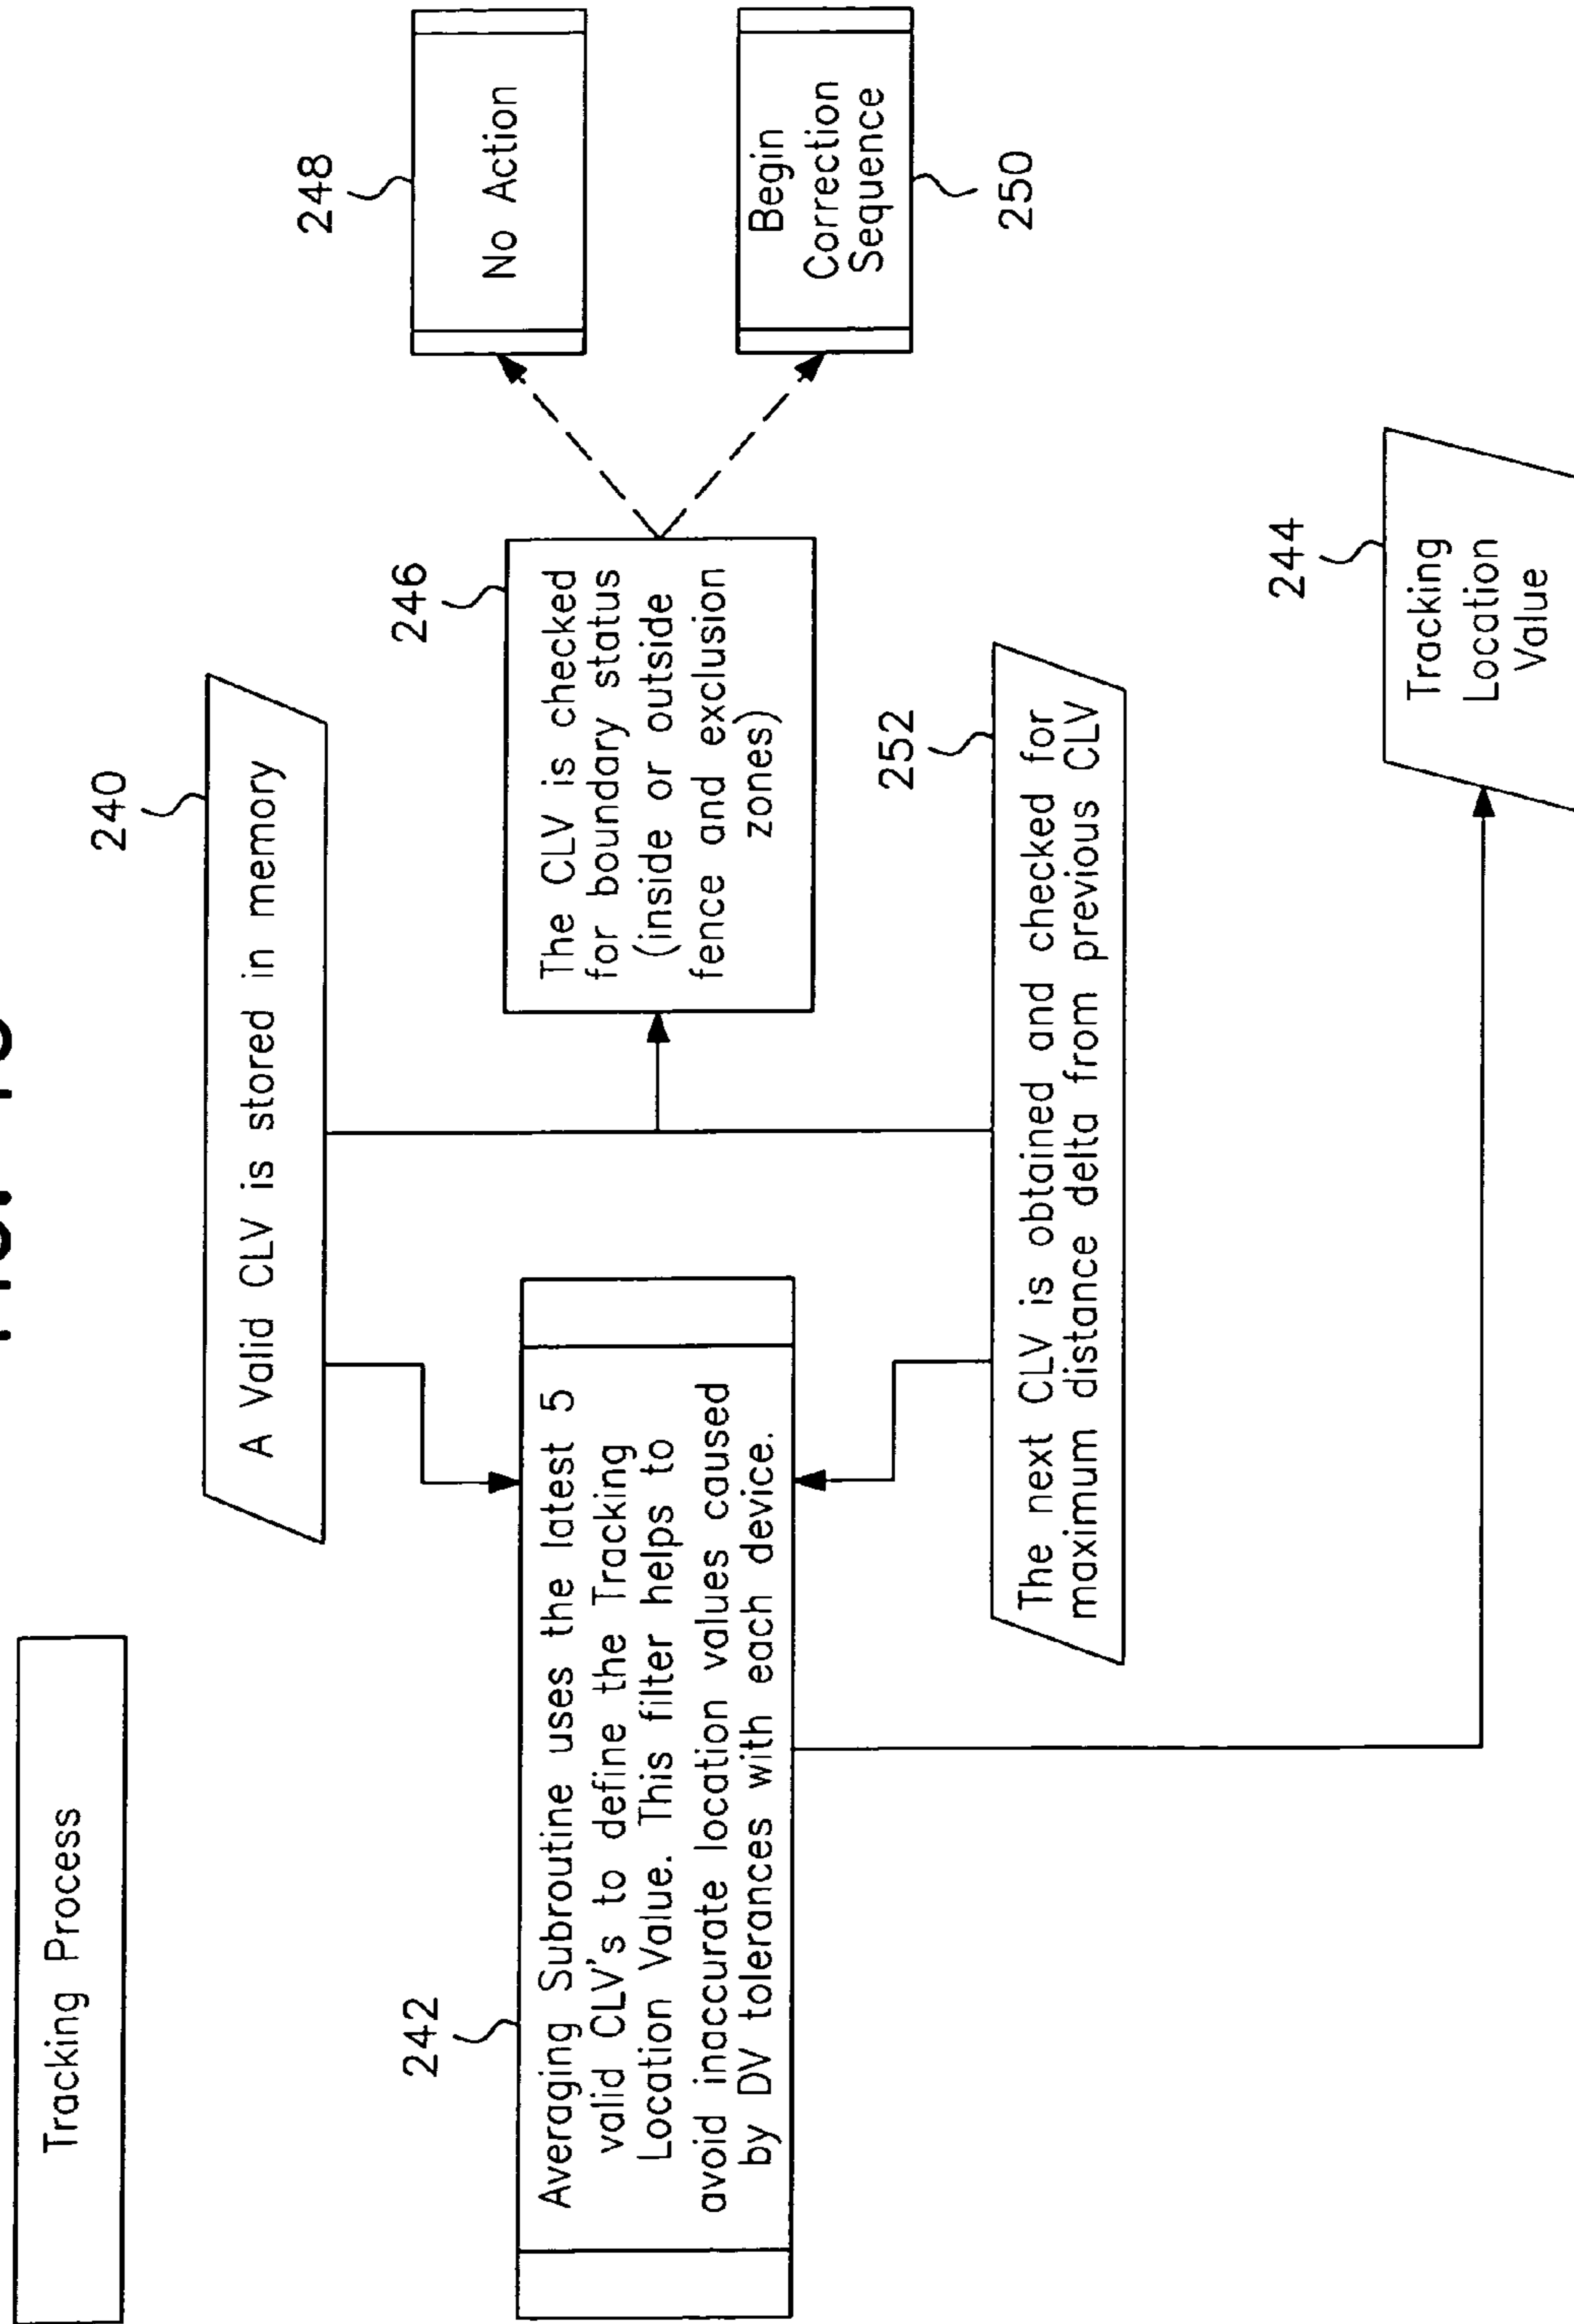 Tracking Process
240
A Valid CLV is stored in memory
242
Averaging Subroutine uses the latest 5
valid CLV's to define the Tracking
Location Value. This filter helps to
avoid inaccurate location values caused
by DV tolerances with each device.
246
The CLV is checked
for boundary status
(inside or outside
fence and exclusion
zones)
248
No Action
Begin
Correction
Sequence
250
252
The next CLV is obtained and checked for
maximum distance delta from previous CLV
244
Tracking
Location
Value